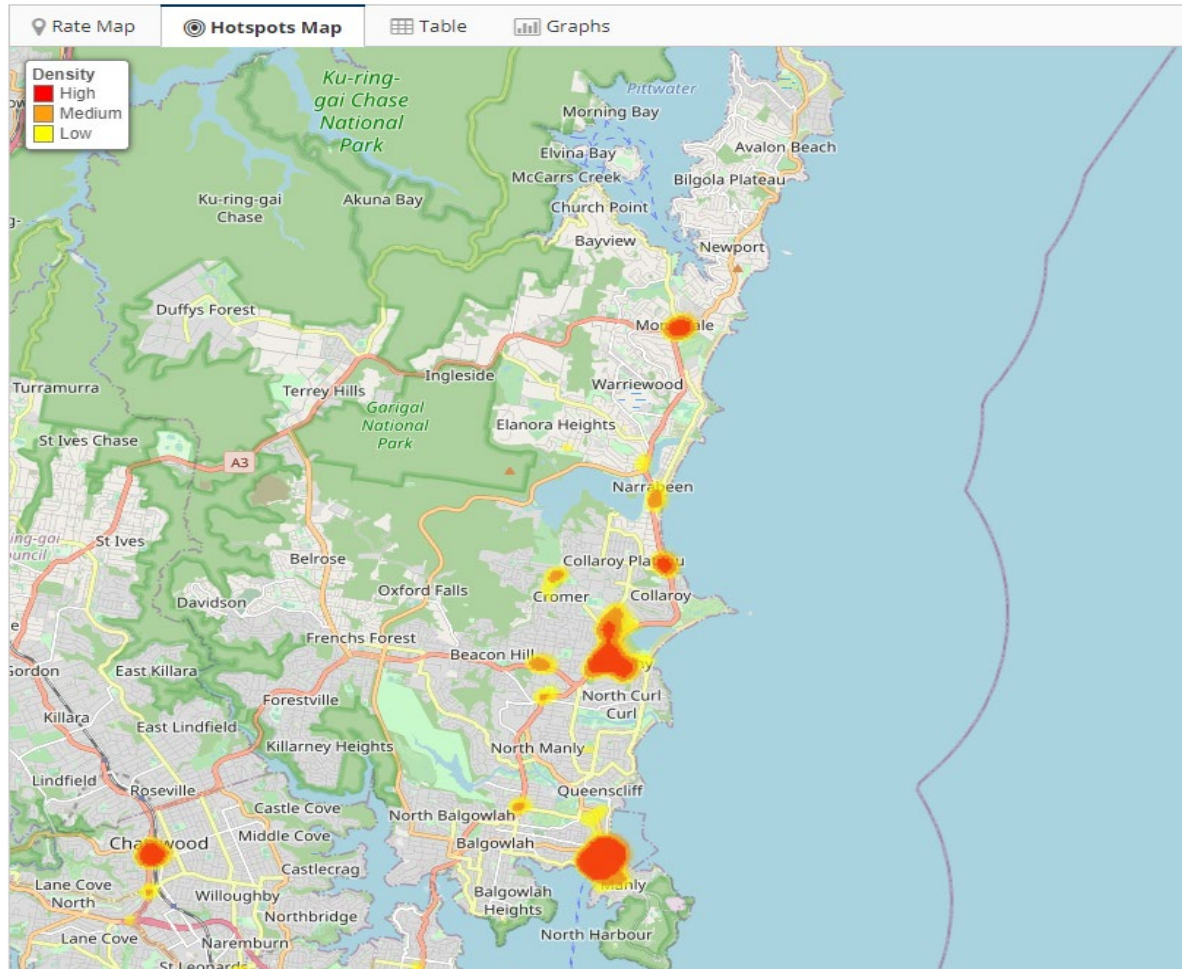 Rate Map
Hotspots Map
Table
Graphs
Density
High
Medium
Low
Ku-ring-
gai Chase
National
Park
Pittwater
Morning Bay
Avalon Beach
Elvina Bay
McCarrs Creek
Bilgola Plateau
Ku-ring-gai
Chase
Akuna Bay
Church Point
Bayview
Newport
Duffys Forest
Ingleside
Warriewood
Turramurra
Terrey Hills
Garigal
National
Park
Elanora Heights
St Ives Chase
A3
Narrabeen
St Ives
Belrose
Collaroy
Oxford Falls
Cromer
Collaroy
Davidson
Frenchs Forest
Beacon Hill
Gordon
East Killara
Forestville
North Curl
Curl
Killara
East Lindfield
Killarney Heights
North Manly
Lindfield
Roseville
Queenscliff
Castle Cove
North Balgowlah
Middle Cove
Balgowlah
Castlecrag
Lane Cove
North
Willoughby
Balgowlah
Heights
Manly
Northbridge
Lane Cove
Naremburn
North Harbour
St Leonards